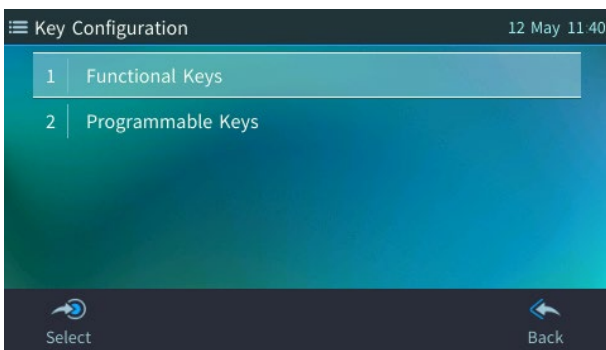 Key Configuration 12 May 11:40
1 Functional Keys
2 Programmable Keys
Select Back